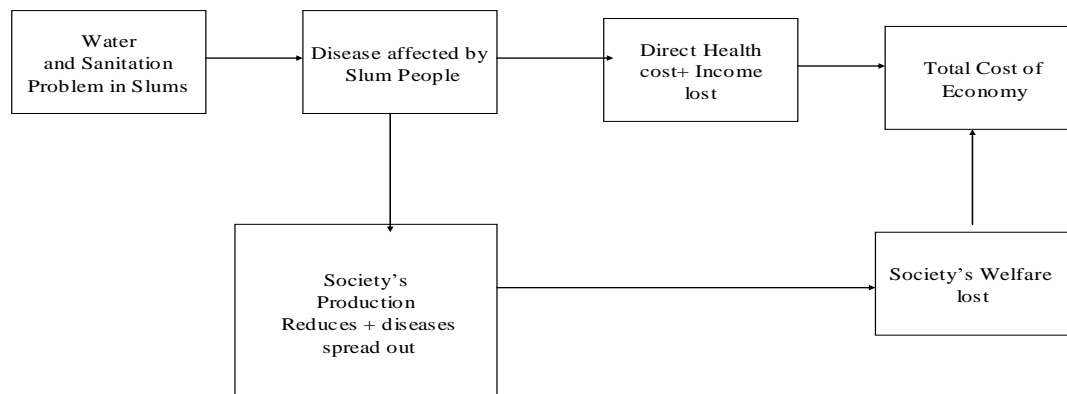 Water
and Sanitation
Problem in Slums
Disease affected by
Slum People
Direct Health
cost+ Income
lost
Total Cost of
Economy
Society's
Production
Reduces + diseases
spread out
Society's Welfare
lost